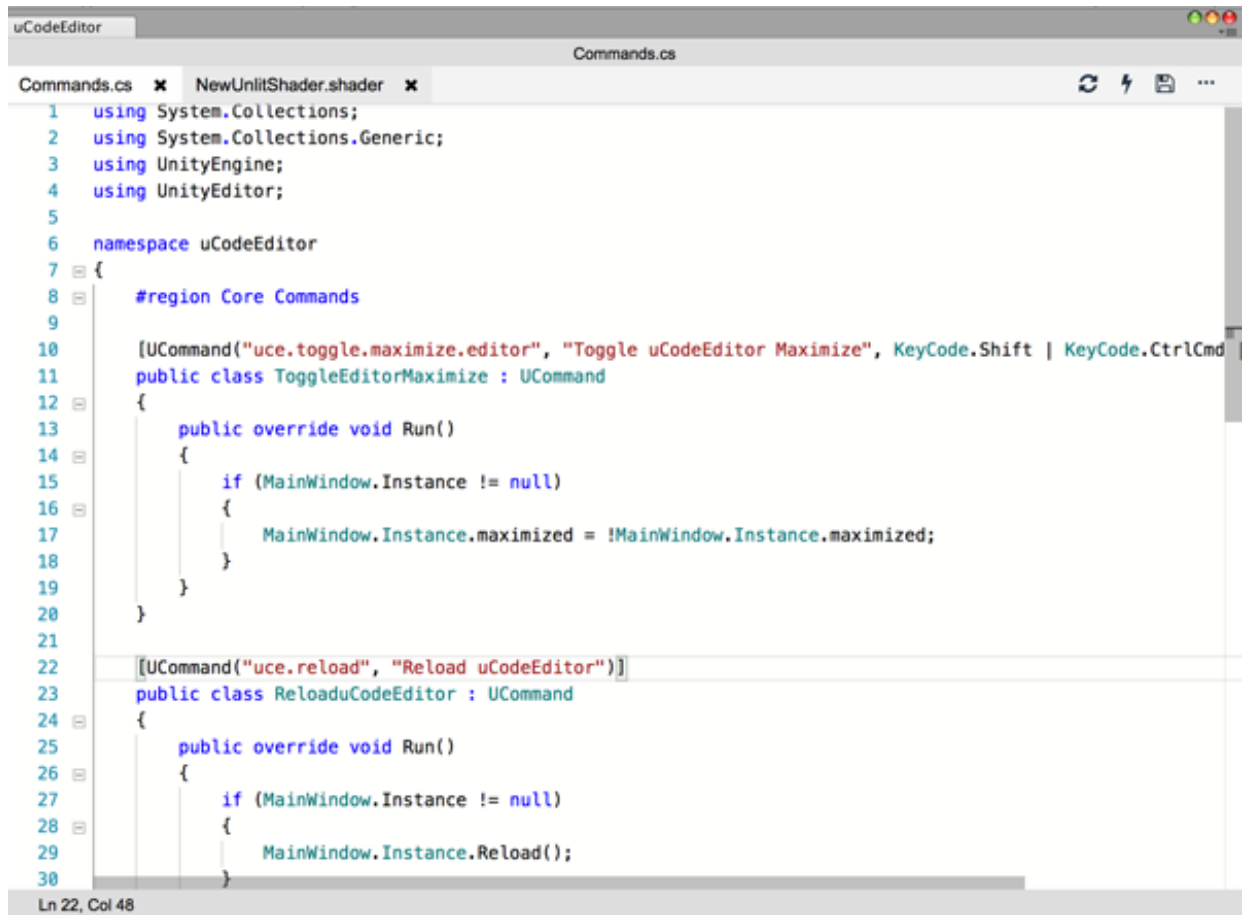 uCodeEditor
Commands.cs
Commands.cs ✖ NewUnlitShader.shader ✖ ...
1 using System.Collections;
2 using System.Collections.Generic;
3 using UnityEngine;
4 using UnityEditor;
5
6 namespace uCodeEditor
7 {
8     #region Core Commands
9
10     [UCommand("uce.toggle.maximize.editor", "Toggle uCodeEditor Maximize", KeyCode.Shift | KeyCode.CtrlCmd |
11     public class ToggleEditorMaximize : UCommand
12     {
13         public override void Run()
14         {
15             if (MainWindow.Instance != null)
16             {
17                 MainWindow.Instance.maximized = !MainWindow.Instance.maximized;
18             }
19         }
20     }
21
22     [UCommand("uce.reload", "Reload uCodeEditor")]
23     public class ReloaduCodeEditor : UCommand
24     {
25         public override void Run()
26         {
27             if (MainWindow.Instance != null)
28             {
29                 MainWindow.Instance.Reload();
30             }
Ln 22, Col 48